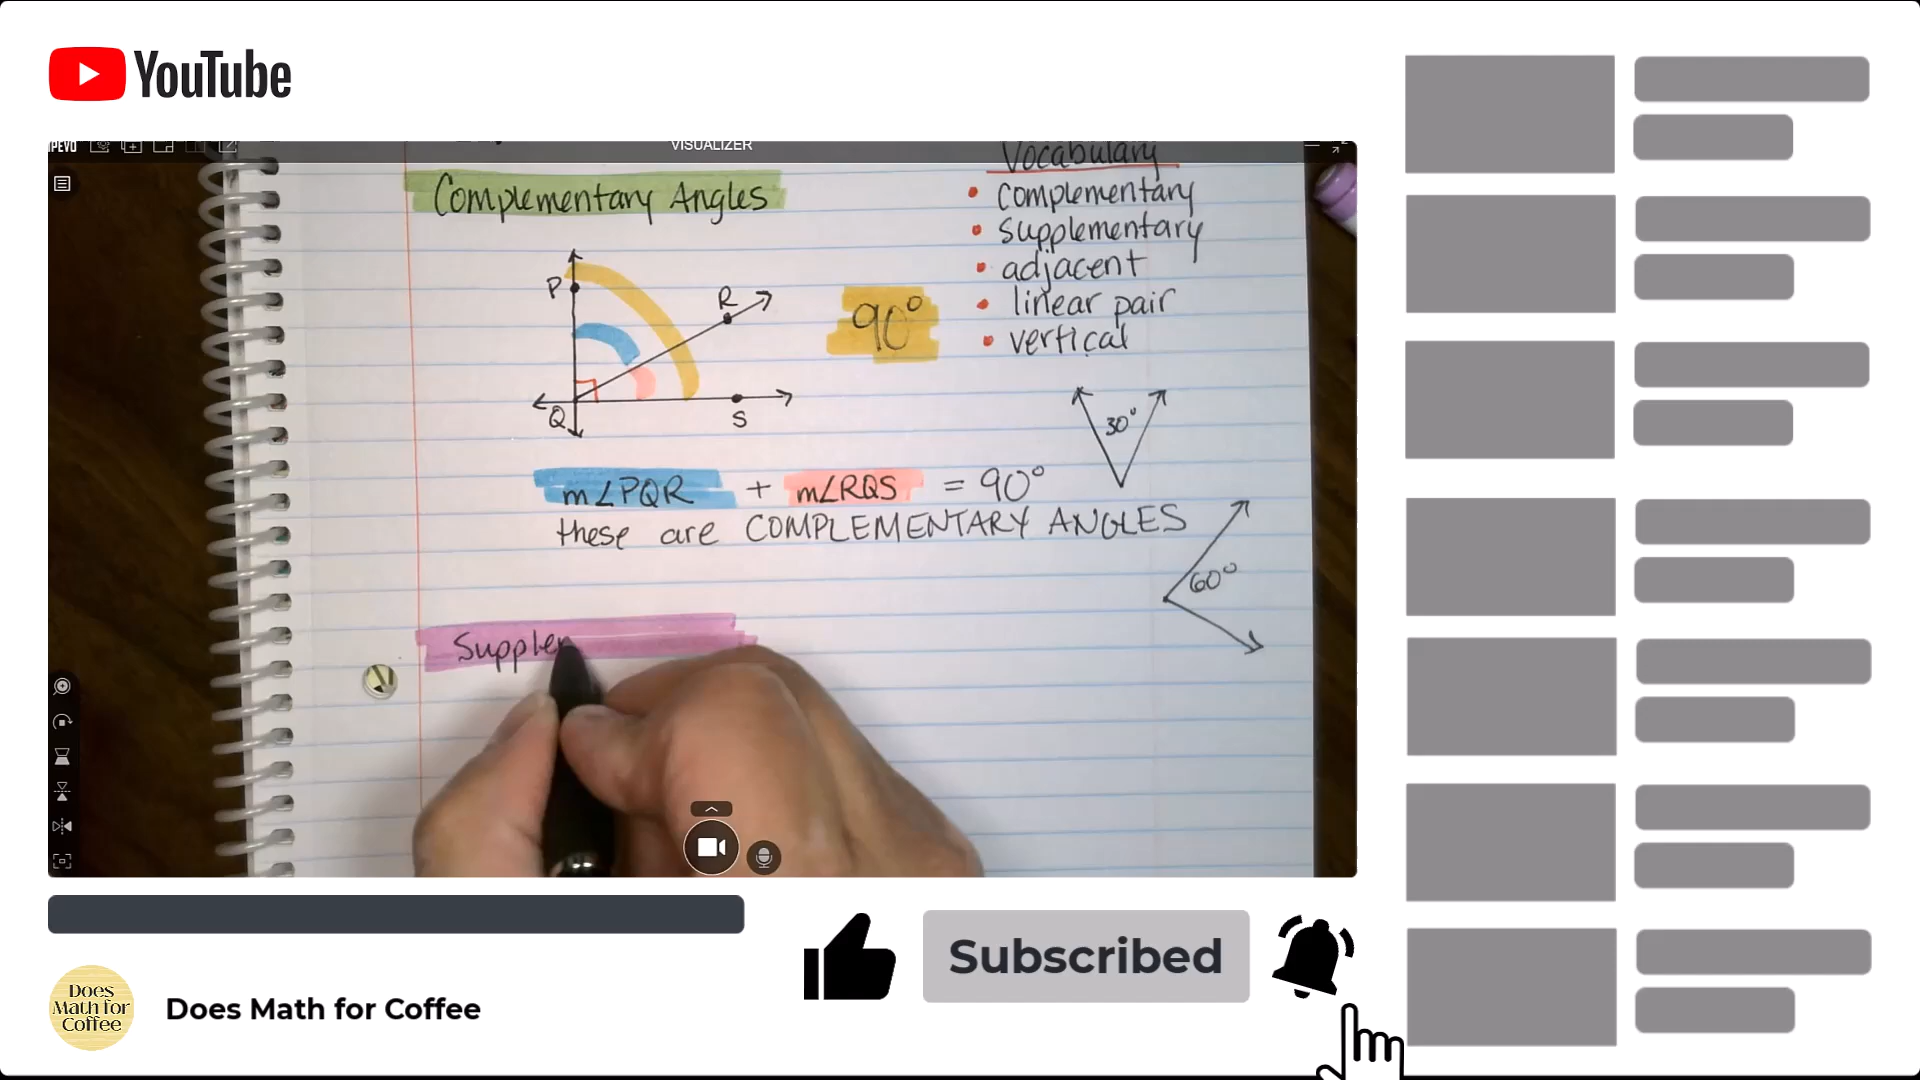 YouTube
IPEVO
VISUALIZER
Vocabulary
Complementary Angles
• complementary
• supplementary
• adjacent
• linear pair
• vertical
P
R
90°
Q
S
30°
m∠PQR + m∠RQS = 90°
these are COMPLEMENTARY ANGLES
60°
Supplem
Subscribed
Does
Math for
Coffee
Does Math for Coffee